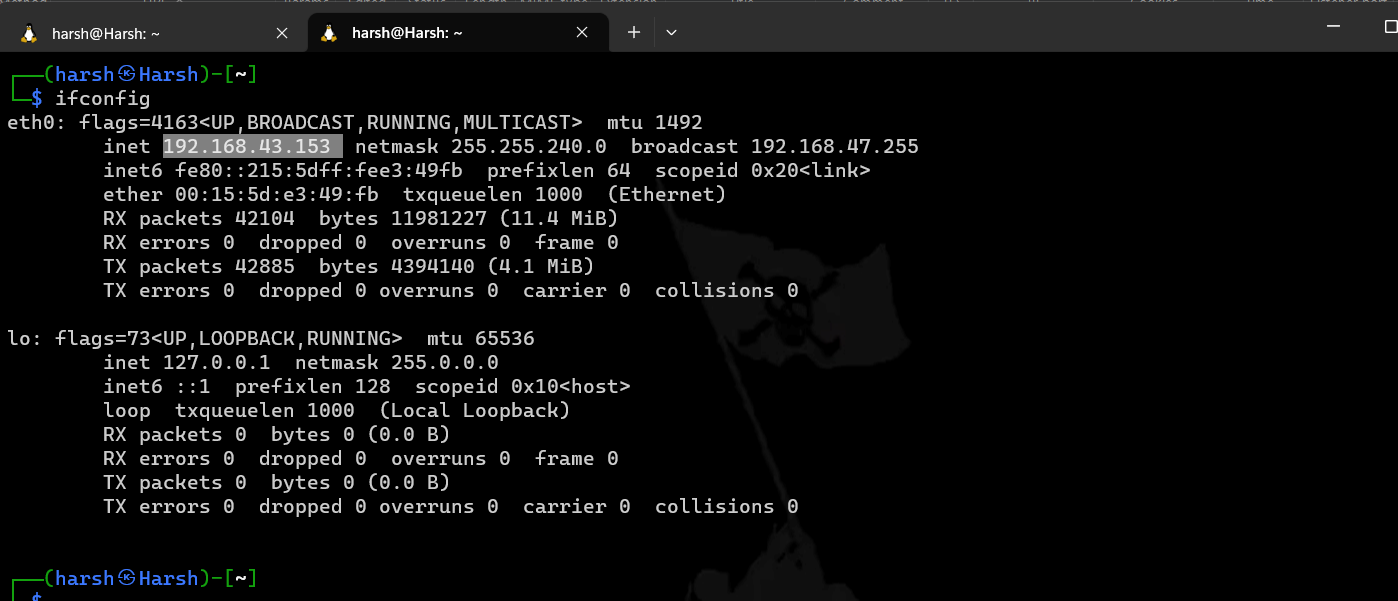 harsh@Harsh: ~
harsh@Harsh: ~
(harsh㉿Harsh)-[~]
$ ifconfig
eth0: flags=4163<UP,BROADCAST,RUNNING,MULTICAST>  mtu 1492
inet 192.168.43.153  netmask 255.255.240.0  broadcast 192.168.47.255
inet6 fe80::215:5dff:fee3:49fb  prefixlen 64  scopeid 0x20<link>
ether 00:15:5d:e3:49:fb  txqueuelen 1000  (Ethernet)
RX packets 42104  bytes 11981227 (11.4 MiB)
RX errors 0  dropped 0  overruns 0  frame 0
TX packets 42885  bytes 4394140 (4.1 MiB)
TX errors 0  dropped 0 overruns 0  carrier 0  collisions 0
lo: flags=73<UP,LOOPBACK,RUNNING>  mtu 65536
inet 127.0.0.1  netmask 255.0.0.0
inet6 ::1  prefixlen 128  scopeid 0x10<host>
loop  txqueuelen 1000  (Local Loopback)
RX packets 0  bytes 0 (0.0 B)
RX errors 0  dropped 0  overruns 0  frame 0
TX packets 0  bytes 0 (0.0 B)
TX errors 0  dropped 0 overruns 0  carrier 0  collisions 0
(harsh㉿Harsh)-[~]
$